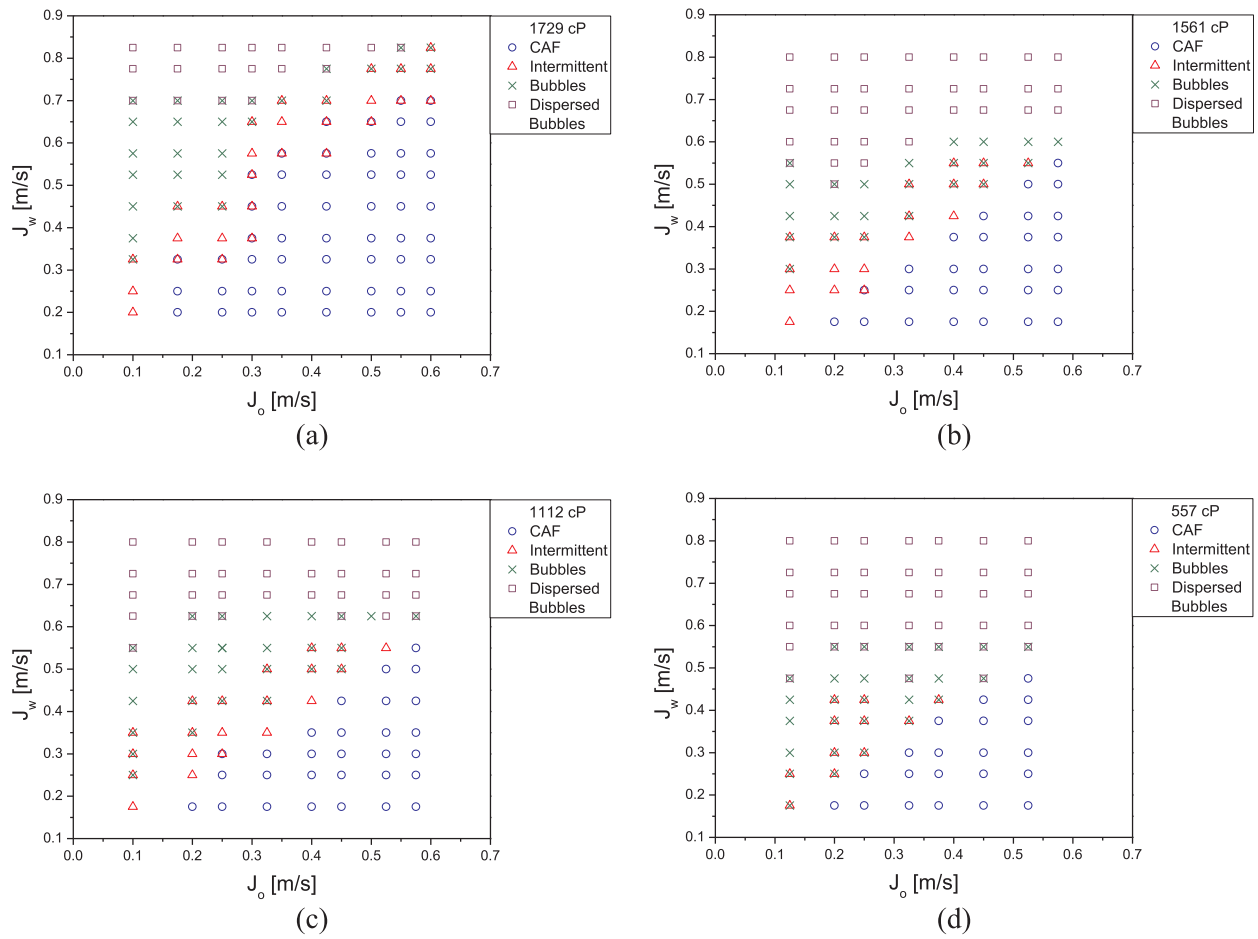 0.9
0.8
0.7
0.6
0.5
0.4
0.3
0.2
0.1
0.0 0.1 0.2 0.3 0.4 0.5 0.6 0.7
J_w [m/s]
J_o [m/s]
1729 cP
CAF
Intermittent
Bubbles
Dispersed
Bubbles
(a)
0.9
0.8
0.7
0.6
0.5
0.4
0.3
0.2
0.1
0.0 0.1 0.2 0.3 0.4 0.5 0.6 0.7
J_w [m/s]
J_o [m/s]
1561 cP
CAF
Intermittent
Bubbles
Dispersed
Bubbles
(b)
0.9
0.8
0.7
0.6
0.5
0.4
0.3
0.2
0.1
0.0 0.1 0.2 0.3 0.4 0.5 0.6 0.7
J_w [m/s]
J_o [m/s]
1112 cP
CAF
Intermittent
Bubbles
Dispersed
Bubbles
(c)
0.9
0.8
0.7
0.6
0.5
0.4
0.3
0.2
0.1
0.0 0.1 0.2 0.3 0.4 0.5 0.6 0.7
J_w [m/s]
J_o [m/s]
557 cP
CAF
Intermittent
Bubbles
Dispersed
Bubbles
(d)